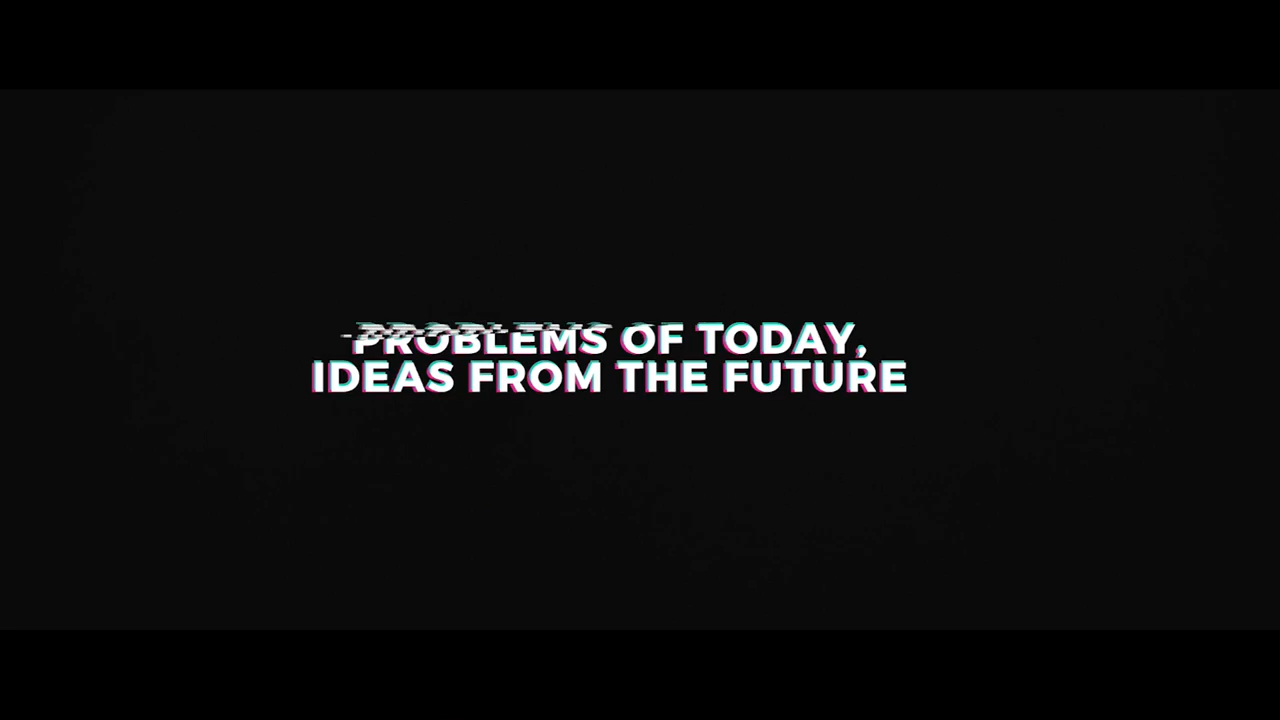 PROBLEMS OF TODAY,
IDEAS FROM THE FUTURE